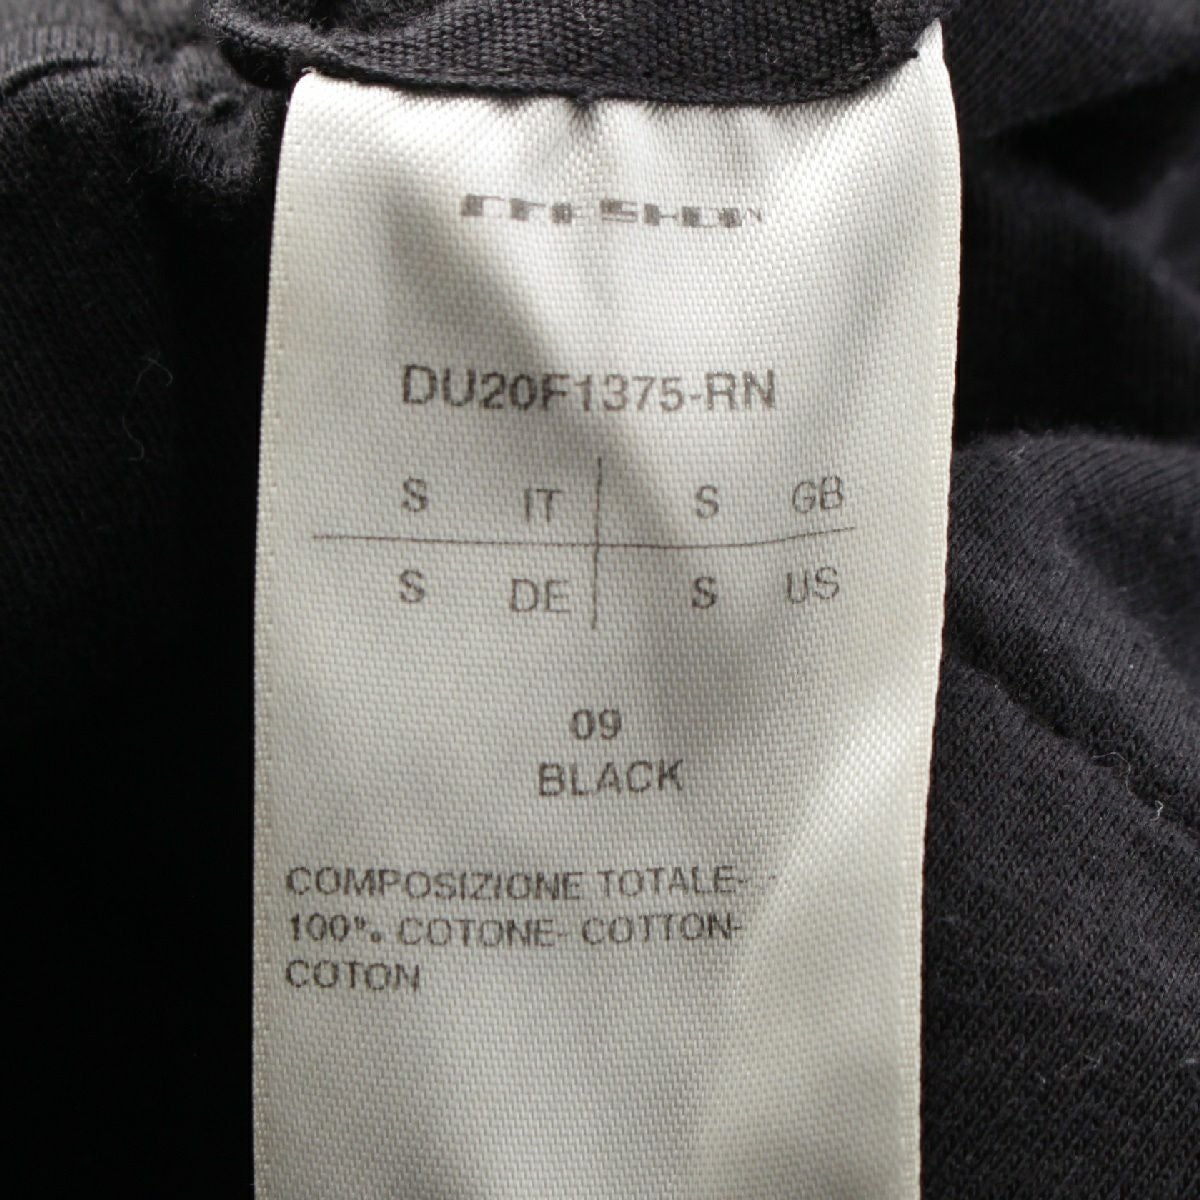 DU20F1375-RN
S IT S GB
S DE S US
09
BLACK
COMPOSIZIONE TOTALE-
100% COTONE- COTTON-
COTON